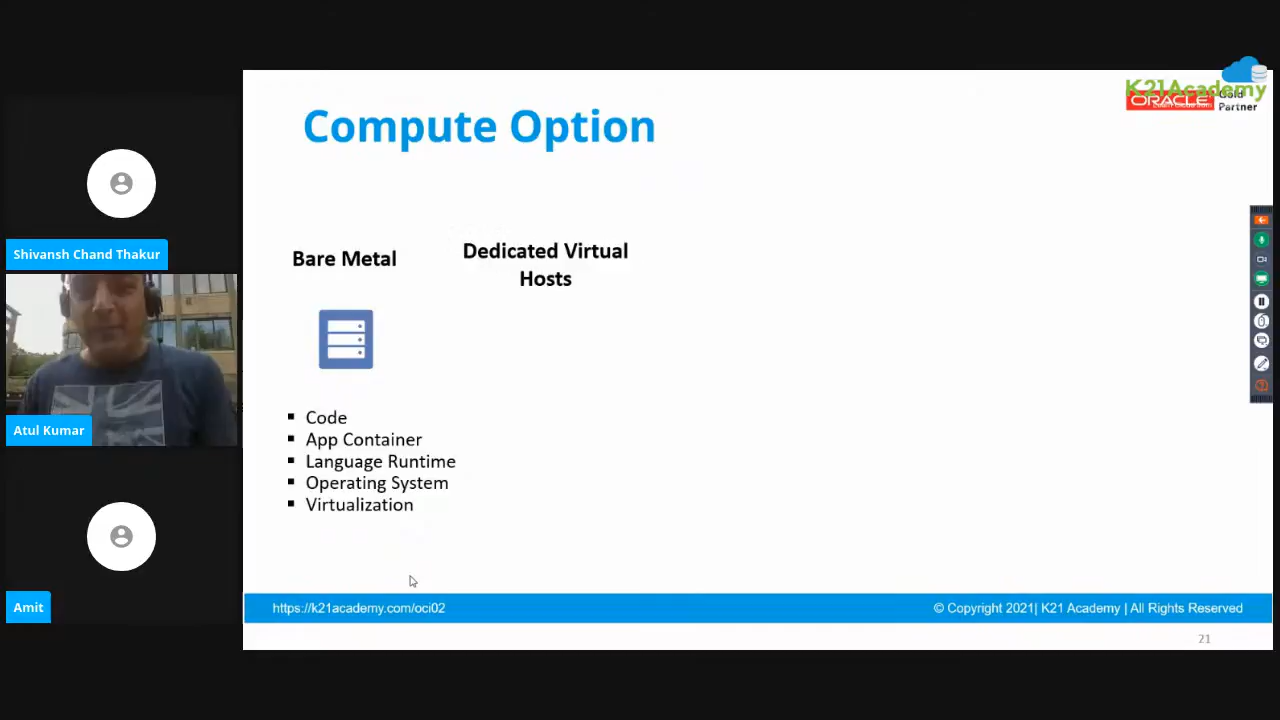 Compute Option
K21Academy
ORACLE
Gold
Partner
Bare Metal
Dedicated Virtual
Hosts
Code
App Container
Language Runtime
Operating System
Virtualization
https://k21academy.com/oci02
© Copyright 2021| K21 Academy | All Rights Reserved
21
Shivansh Chand Thakur
Atul Kumar
Amit